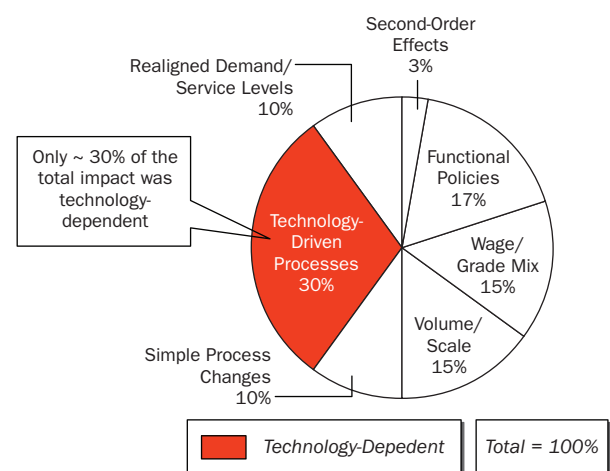 Second-Order
Effects
3%
Realigned Demand/
Service Levels
10%
Only ~ 30% of the
total impact was
technology-
dependent
Functional
Policies
17%
Technology-
Driven
Processes
30%
Wage/
Grade Mix
15%
Volume/
Scale
15%
Simple Process
Changes
10%
Technology-Depedent
Total = 100%